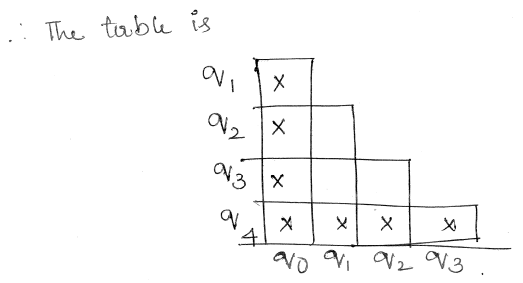 ∴ The table is
q1 x
q2 x
q3 x
q4 x x x x
q0 q1 q2 q3 .